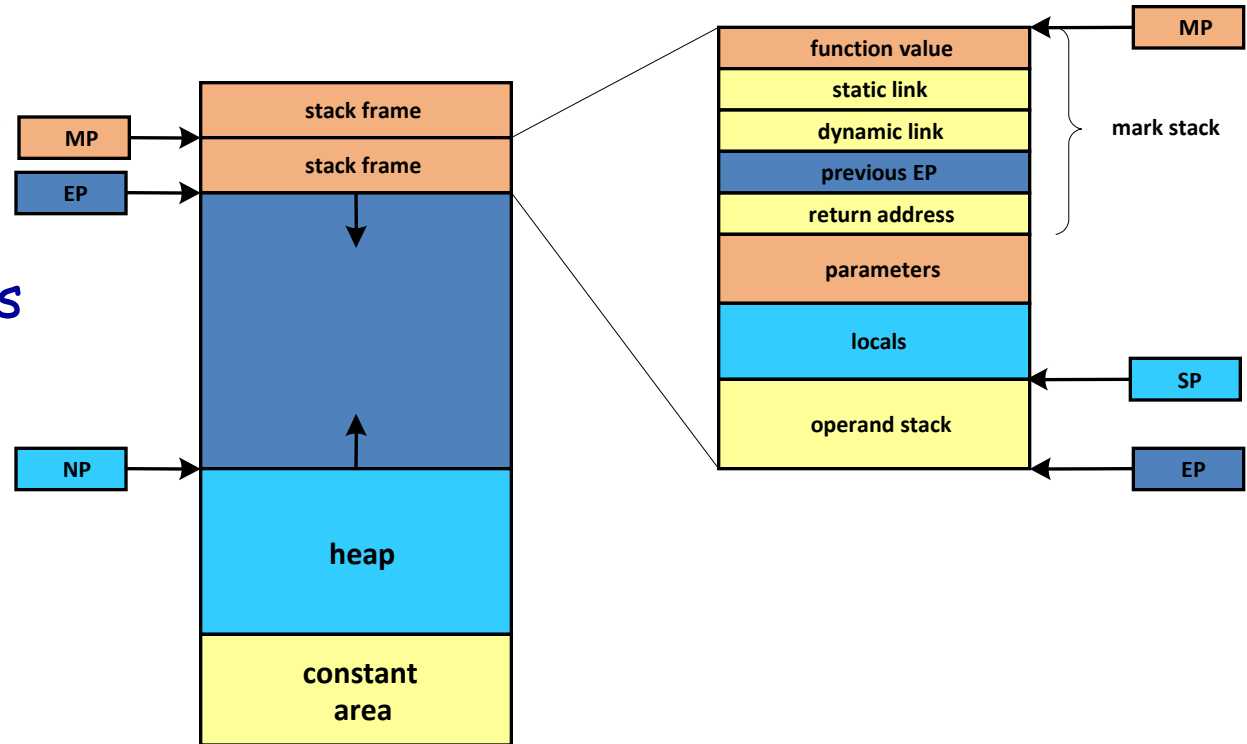 stack frame
MP
stack frame
EP
s
NP
heap
constant
area
MP
function value
static link
dynamic link
mark stack
previous EP
return address
parameters
locals
SP
operand stack
EP